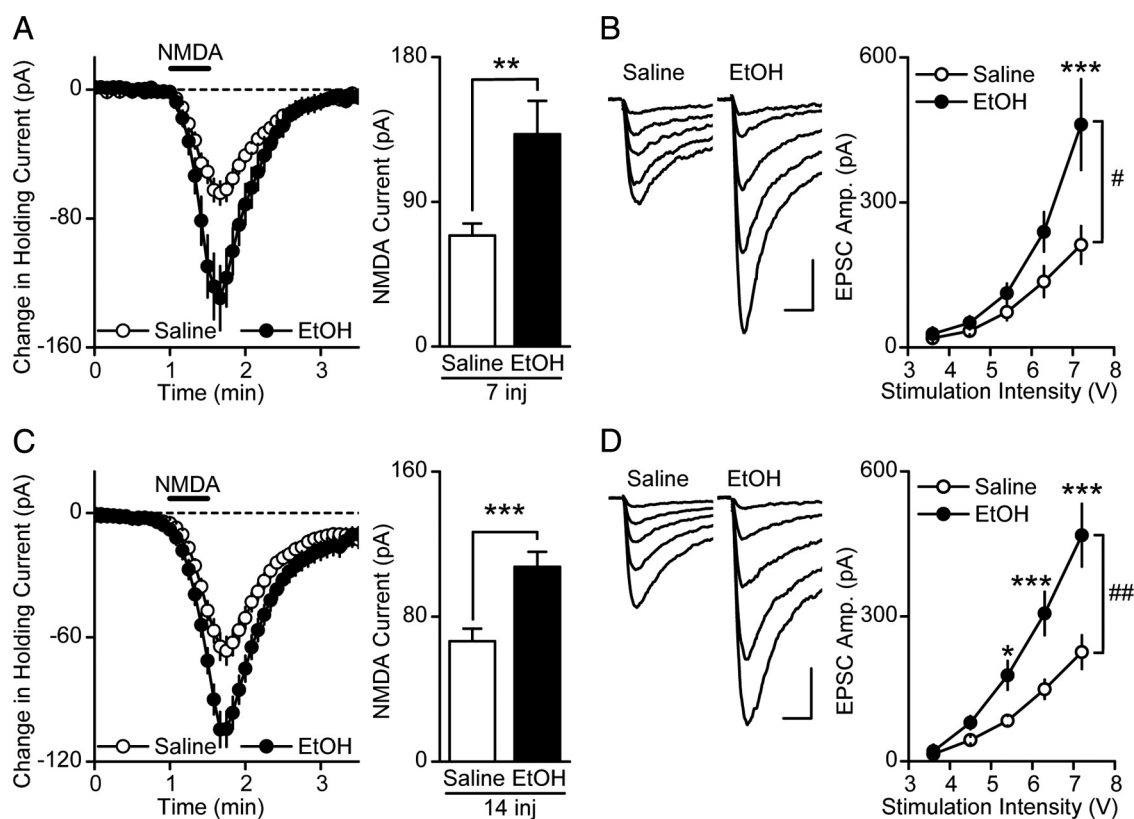 A
NMDA
Change in Holding Current (pA)
0
-80
-160
Saline EtOH
0 1 2 3
Time (min)
NMDA Current (pA)
180
90
0
**
Saline EtOH
7 inj
B
Saline EtOH
EPSC Amp. (pA)
600
300
0
Saline
EtOH
***
#
3 4 5 6 7 8
Stimulation Intensity (V)
C
NMDA
Change in Holding Current (pA)
0
-60
-120
Saline EtOH
0 1 2 3
Time (min)
NMDA Current (pA)
160
80
0
***
Saline EtOH
14 inj
D
Saline EtOH
EPSC Amp. (pA)
600
300
0
Saline
EtOH
***
***
*
##
3 4 5 6 7 8
Stimulation Intensity (V)